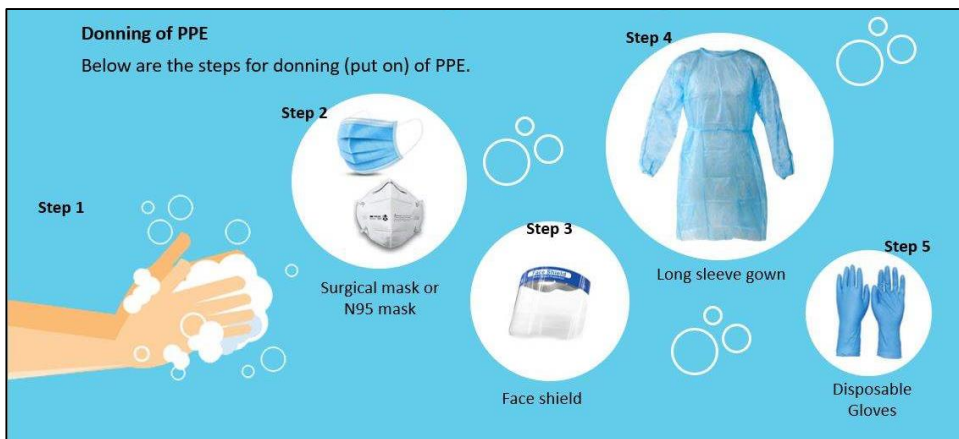 Donning of PPE
Below are the steps for donning (put on) of PPE.
Step 1
Step 2
Surgical mask or
N95 mask
Step 3
Face Shield
Face shield
Step 4
Long sleeve gown
Step 5
Disposable
Gloves